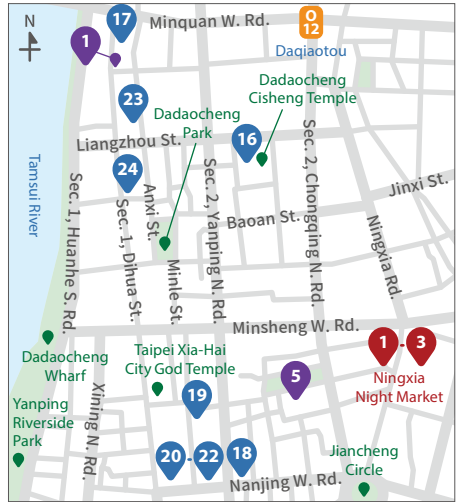 N
17
Minquan W. Rd.
O
12
1
Daqiaotou
Dadaocheng
Cisheng Temple
23
Dadaocheng
Park
16
Liangzhou St.
24
Tamsui River
Sec. 1, Huanhe S. Rd.
Sec. 1, Dihua St.
Anxi St.
Minle St.
Sec. 2, Yanping N. Rd.
Sec. 2, Chongqing N. Rd.
Jinxi St.
Baoan St.
Ningxia Rd.
Minsheng W. Rd.
Dadaocheng
Wharf
Taipei Xia-Hai
City God Temple
1 - 3
Ningxia
Night Market
5
19
Yanping
Riverside
Park
Xining N. Rd.
20 - 22
18
Jiancheng
Circle
Nanjing W. Rd.